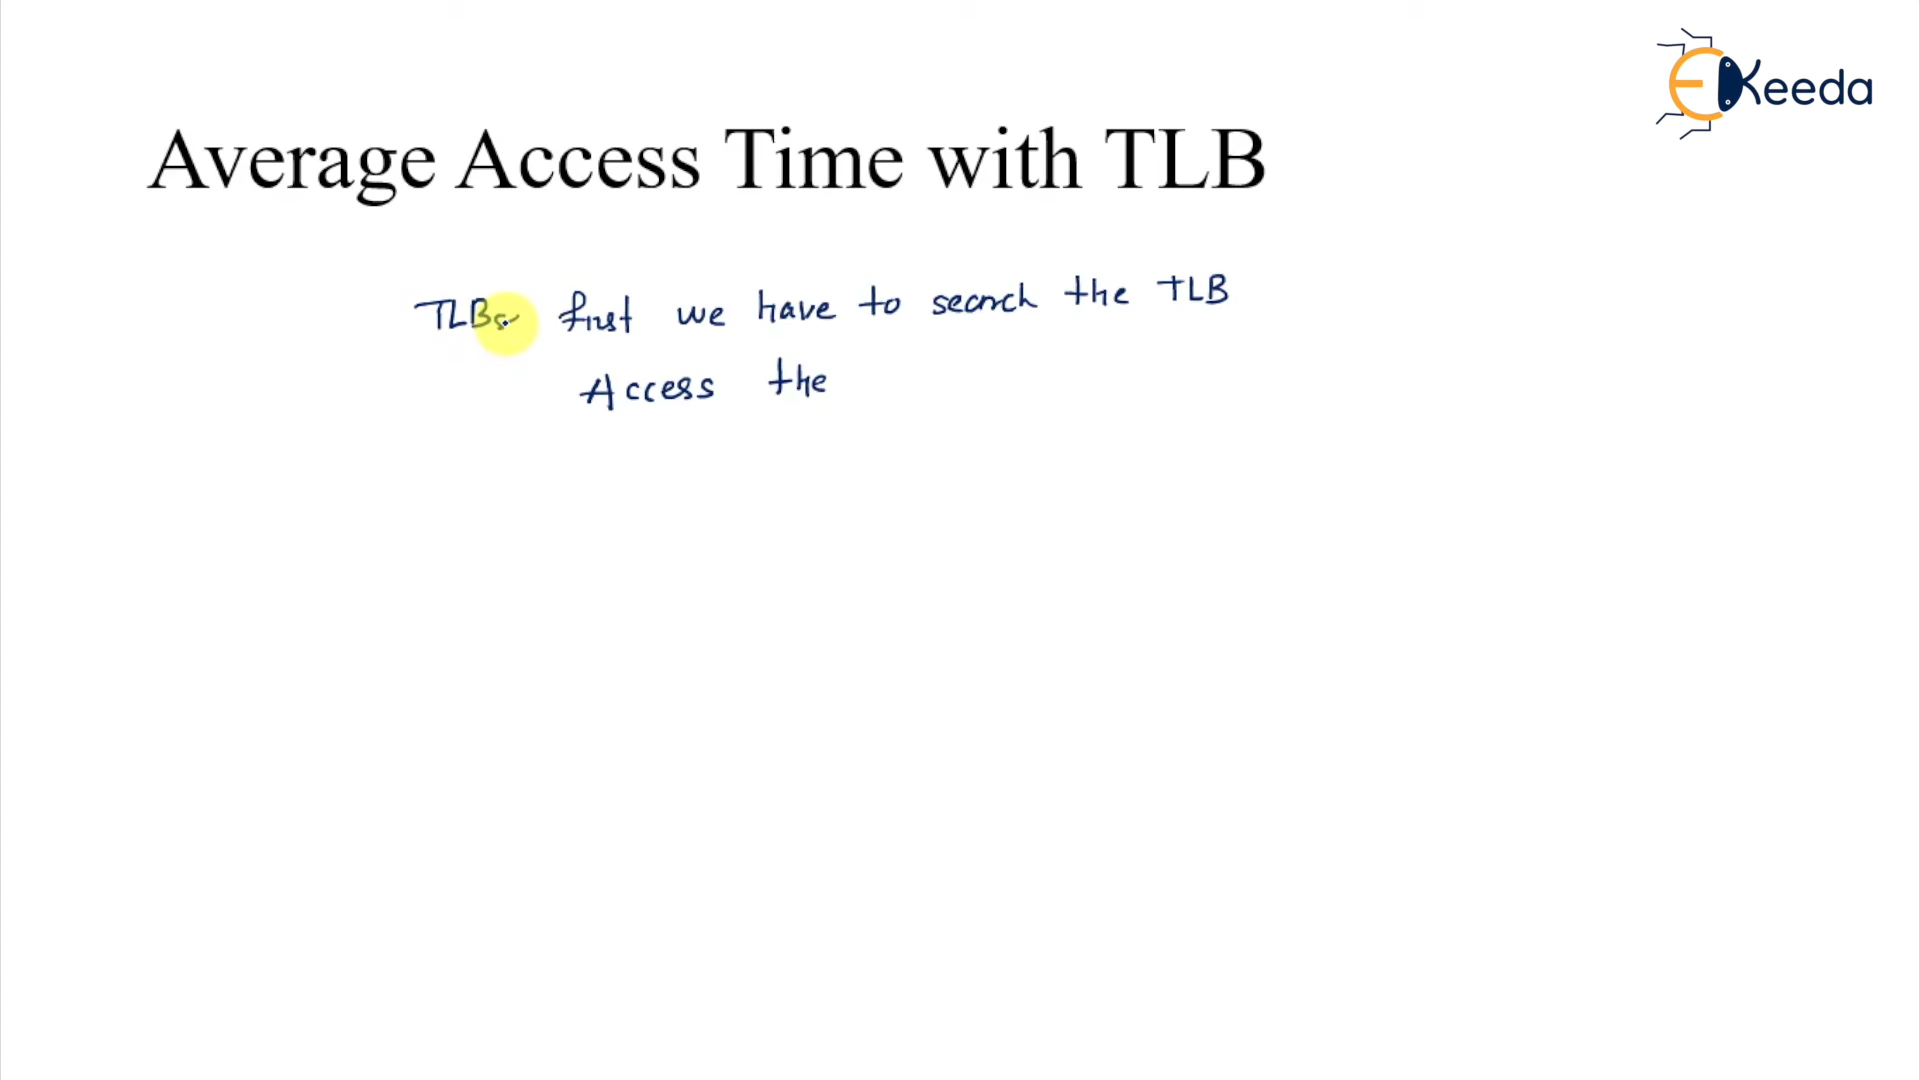 EKeeda
Average Access Time with TLB
TLBs first we have to search the TLB
Access the